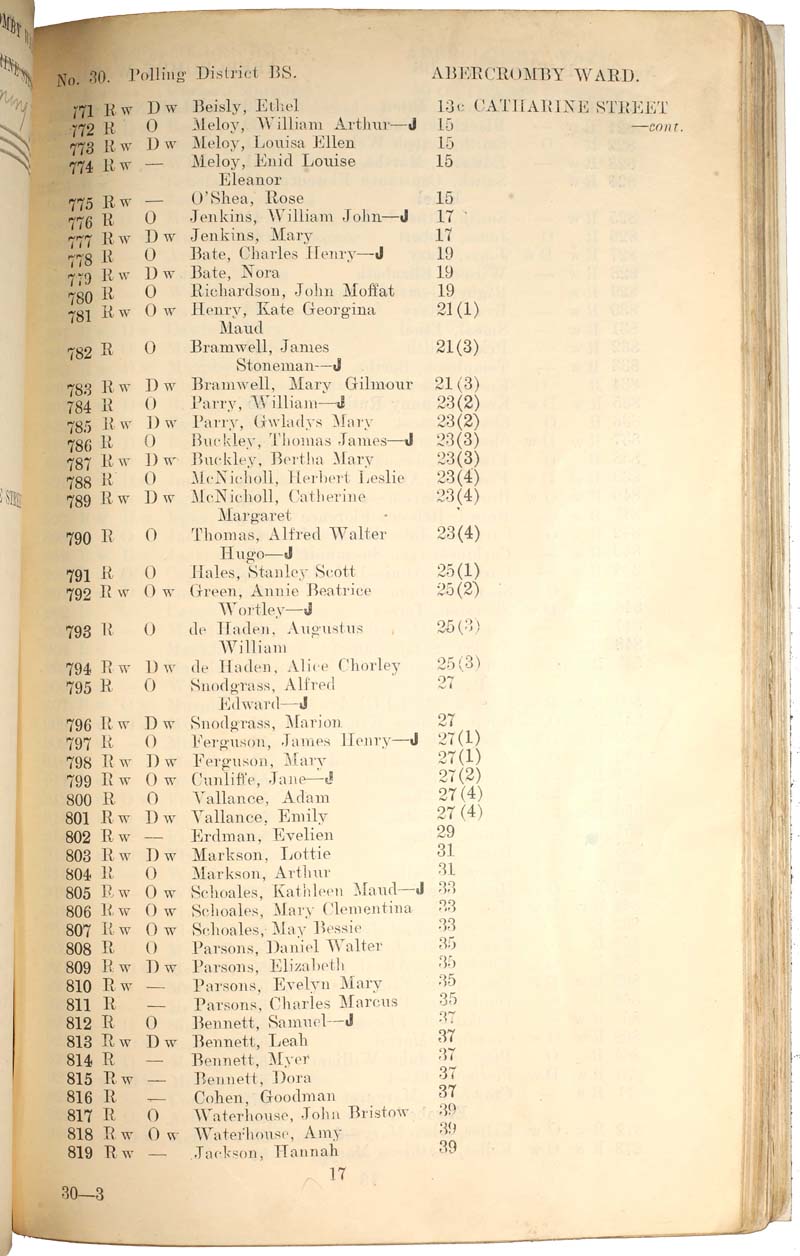 No. 30. Polling District BS. ABERCROMBY WARD.
771 R w D w Beisly, Ethel 13c CATHARINE STREET
772 R O Meloy, William Arthur—J 15 —cont.
773 R w D w Meloy, Louisa Ellen 15
774 R w — Meloy, Enid Louise 15
Eleanor
775 R w — O'Shea, Rose 15
776 R O Jenkins, William John—J 17
777 R w D w Jenkins, Mary 17
778 R O Bate, Charles Henry—J 19
779 R w D w Bate, Nora 19
780 R O Richardson, John Moffat 19
781 R w O w Henry, Kate Georgina 21(1)
Maud
782 R O Bramwell, James 21(3)
Stoneman—J
783 R w D w Bramwell, Mary Gilmour 21(3)
784 R O Parry, William—J 23(2)
785 R w D w Parry, Gwladys Mary 23(2)
786 R O Buckley, Thomas James—J 23(3)
787 R w D w Buckley, Bertha Mary 23(3)
788 R O McNicholl, Herbert Leslie 23(4)
789 R w D w McNicholl, Catherine 23(4)
Margaret
790 R O Thomas, Alfred Walter 23(4)
Hugo—J
791 R O Hales, Stanley Scott 25(1)
792 R w O w Green, Annie Beatrice 25(2)
Wortley—J
793 R O de Haden, Augustus 25(3)
William
794 R w D w de Haden, Alice Chorley 25(3)
795 R O Snodgrass, Alfred 27
Edward—J
796 R w D w Snodgrass, Marion 27
797 R O Ferguson, James Henry—J 27(1)
798 R w D w Ferguson, Mary 27(1)
799 R w O w Cunliffe, Jane—J 27(2)
800 R O Vallance, Adam 27(4)
801 R w D w Vallance, Emily 27(4)
802 R w — Erdman, Evelien 29
803 R w D w Markson, Lottie 31
804 R O Markson, Arthur 31
805 R w O w Schoales, Kathleen Maud—J 33
806 R w O w Schoales, Mary Clementina 33
807 R w O w Schoales, May Bessie 33
808 R O Parsons, Daniel Walter 35
809 R w D w Parsons, Elizabeth 35
810 R w — Parsons, Evelyn Mary 35
811 R — Parsons, Charles Marcus 35
812 R O Bennett, Samuel—J 37
813 R w D w Bennett, Leah 37
814 R — Bennett, Myer 37
815 R w — Bennett, Dora 37
816 R — Cohen, Goodman 37
817 R O Waterhouse, John Bristow 39
818 R w O w Waterhouse, Amy 39
819 R w — Jackson, Hannah 39
17
30—3